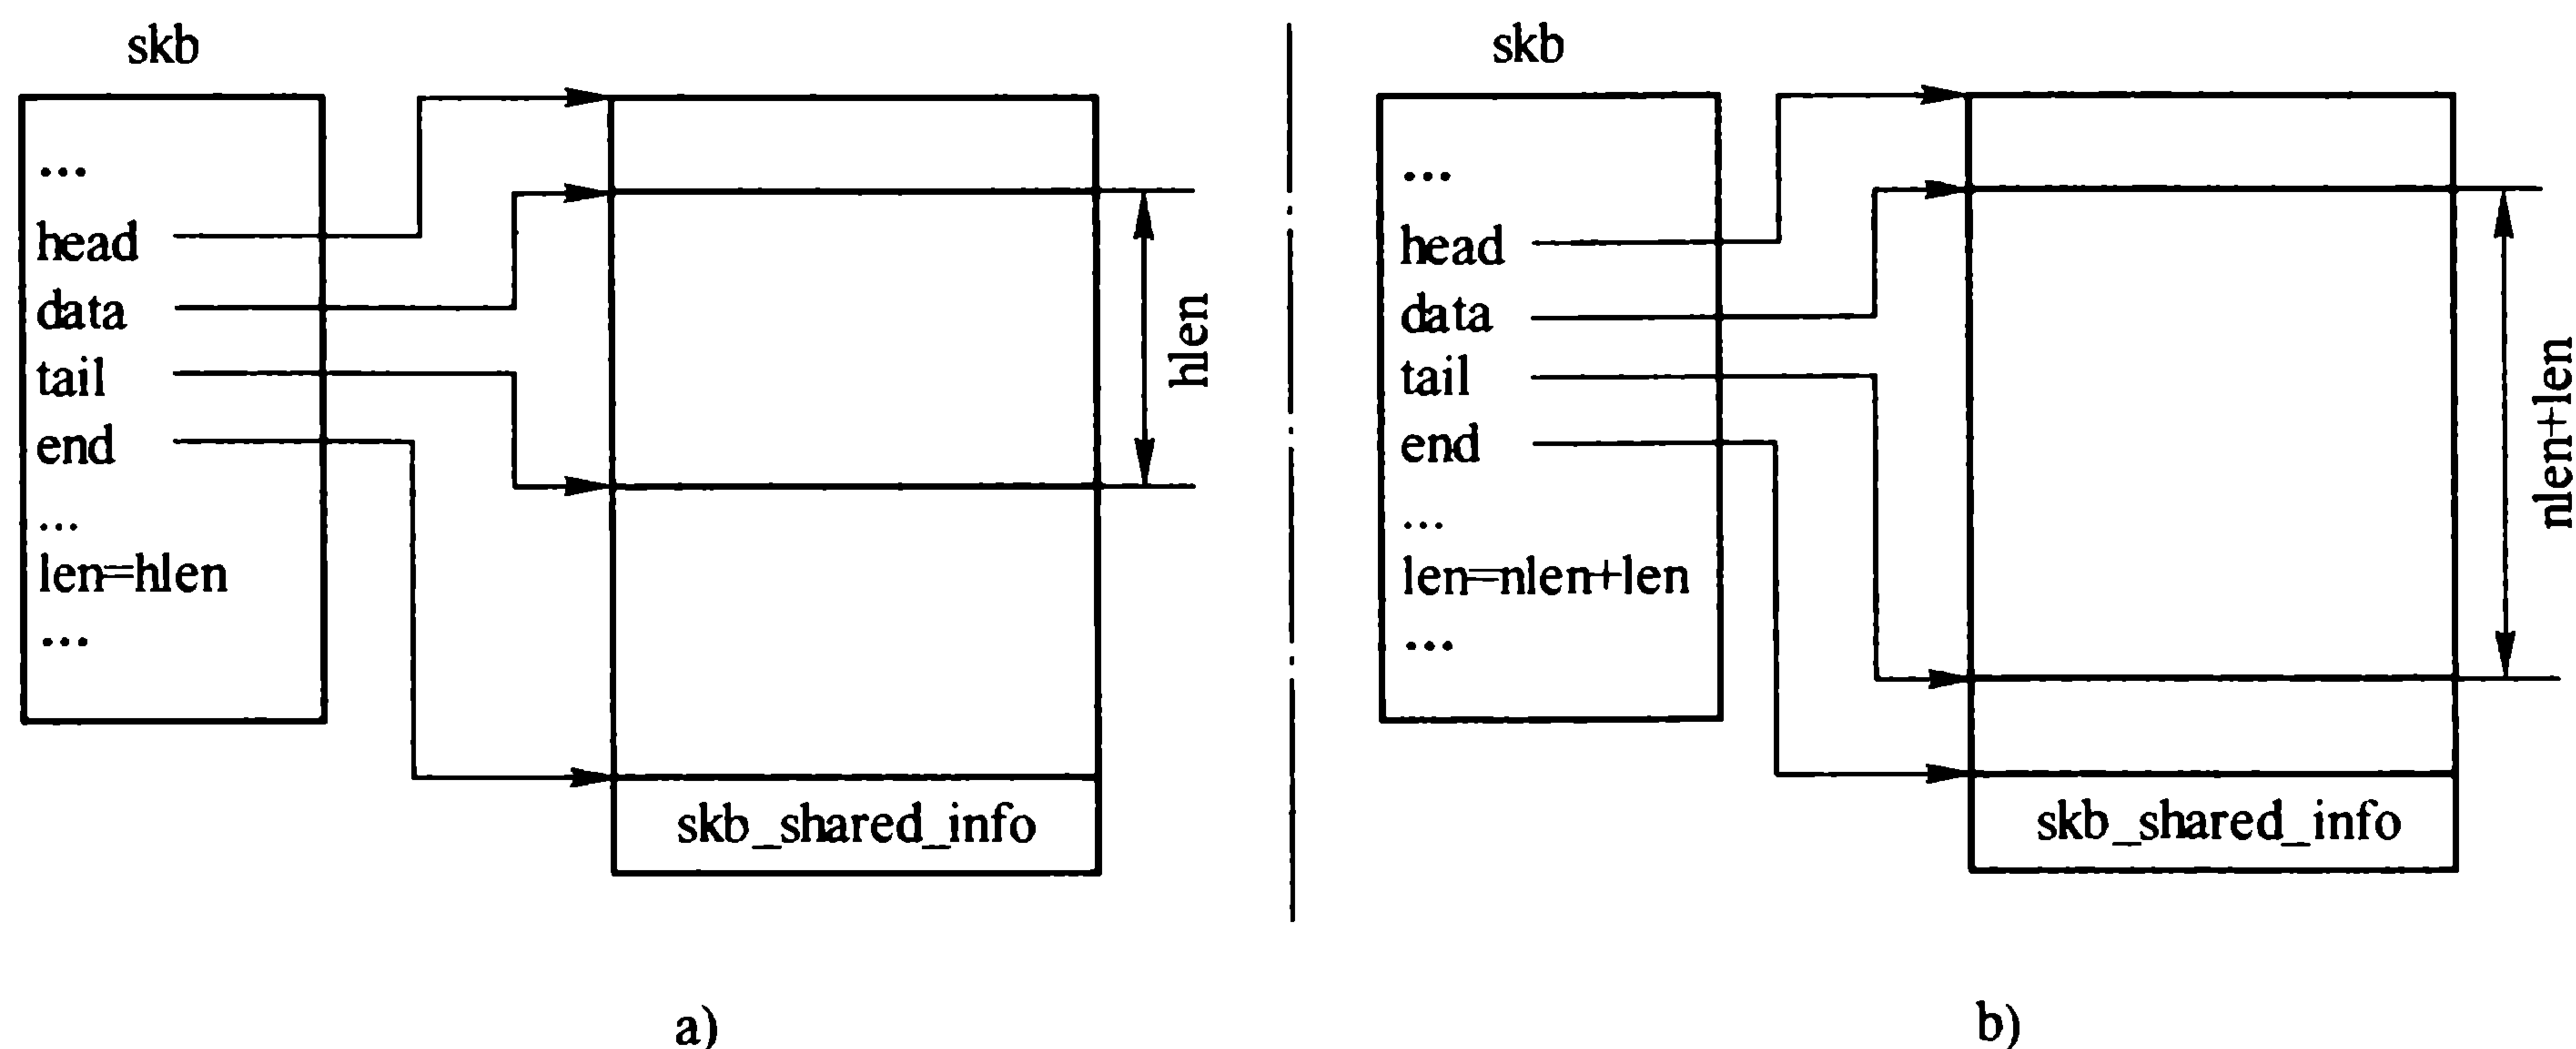 skb
...
head
data
tail
end
...
len=hlen
...
hlen
skb_shared_info
a)
skb
...
head
data
tail
end
...
len=nlen+len
...
nlen+len
skb_shared_info
b)